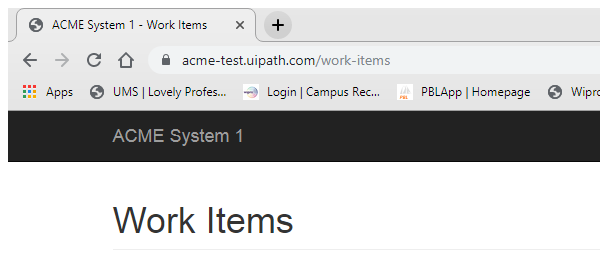 ACME System 1 - Work Items
acme-test.uipath.com/work-items
Apps UMS | Lovely Profes... Login | Campus Rec... PBLApp | Homepage Wipro
ACME System 1
Work Items